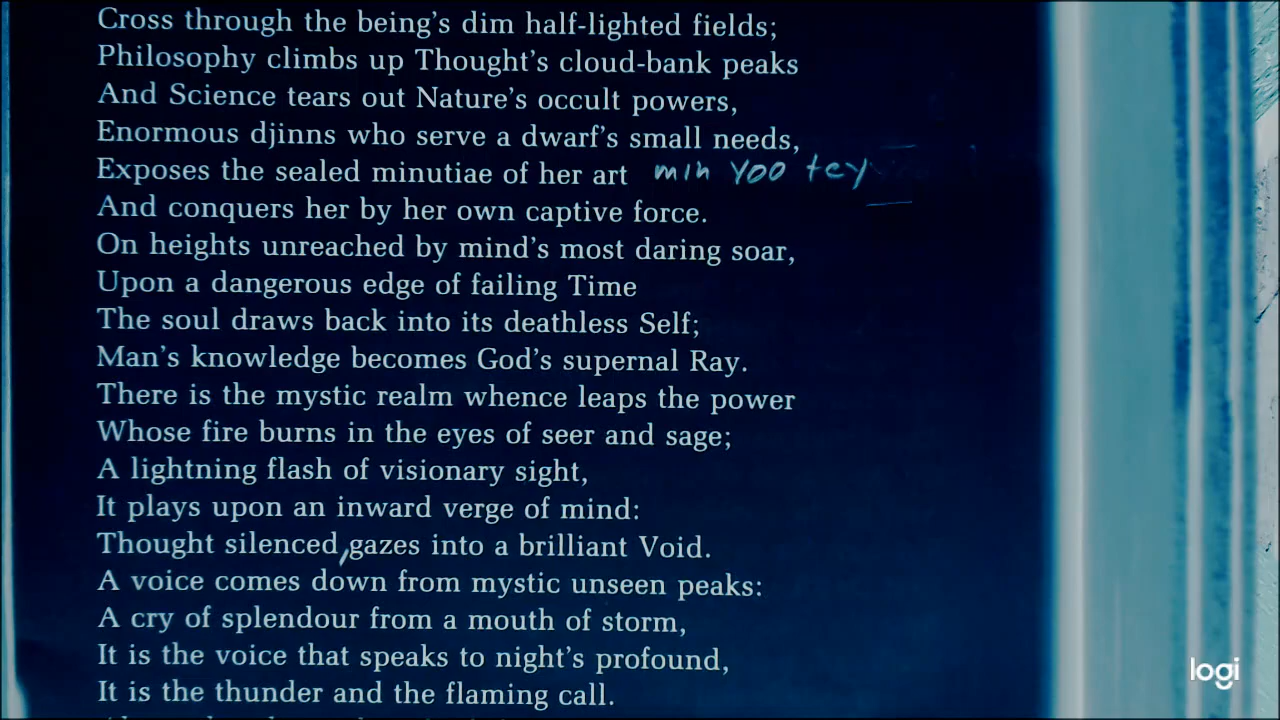 Cross through the being's dim half-lighted fields;
Philosophy climbs up Thought's cloud-bank peaks
And Science tears out Nature's occult powers,
Enormous djinns who serve a dwarf's small needs,
Exposes the sealed minutiae of her art min Yoo tey
And conquers her by her own captive force.
On heights unreached by mind's most daring soar,
Upon a dangerous edge of failing Time
The soul draws back into its deathless Self;
Man's knowledge becomes God's supernal Ray.
There is the mystic realm whence leaps the power
Whose fire burns in the eyes of seer and sage;
A lightning flash of visionary sight,
It plays upon an inward verge of mind:
Thought silenced, gazes into a brilliant Void.
A voice comes down from mystic unseen peaks:
A cry of splendour from a mouth of storm,
It is the voice that speaks to night's profound,
It is the thunder and the flaming call.
logi